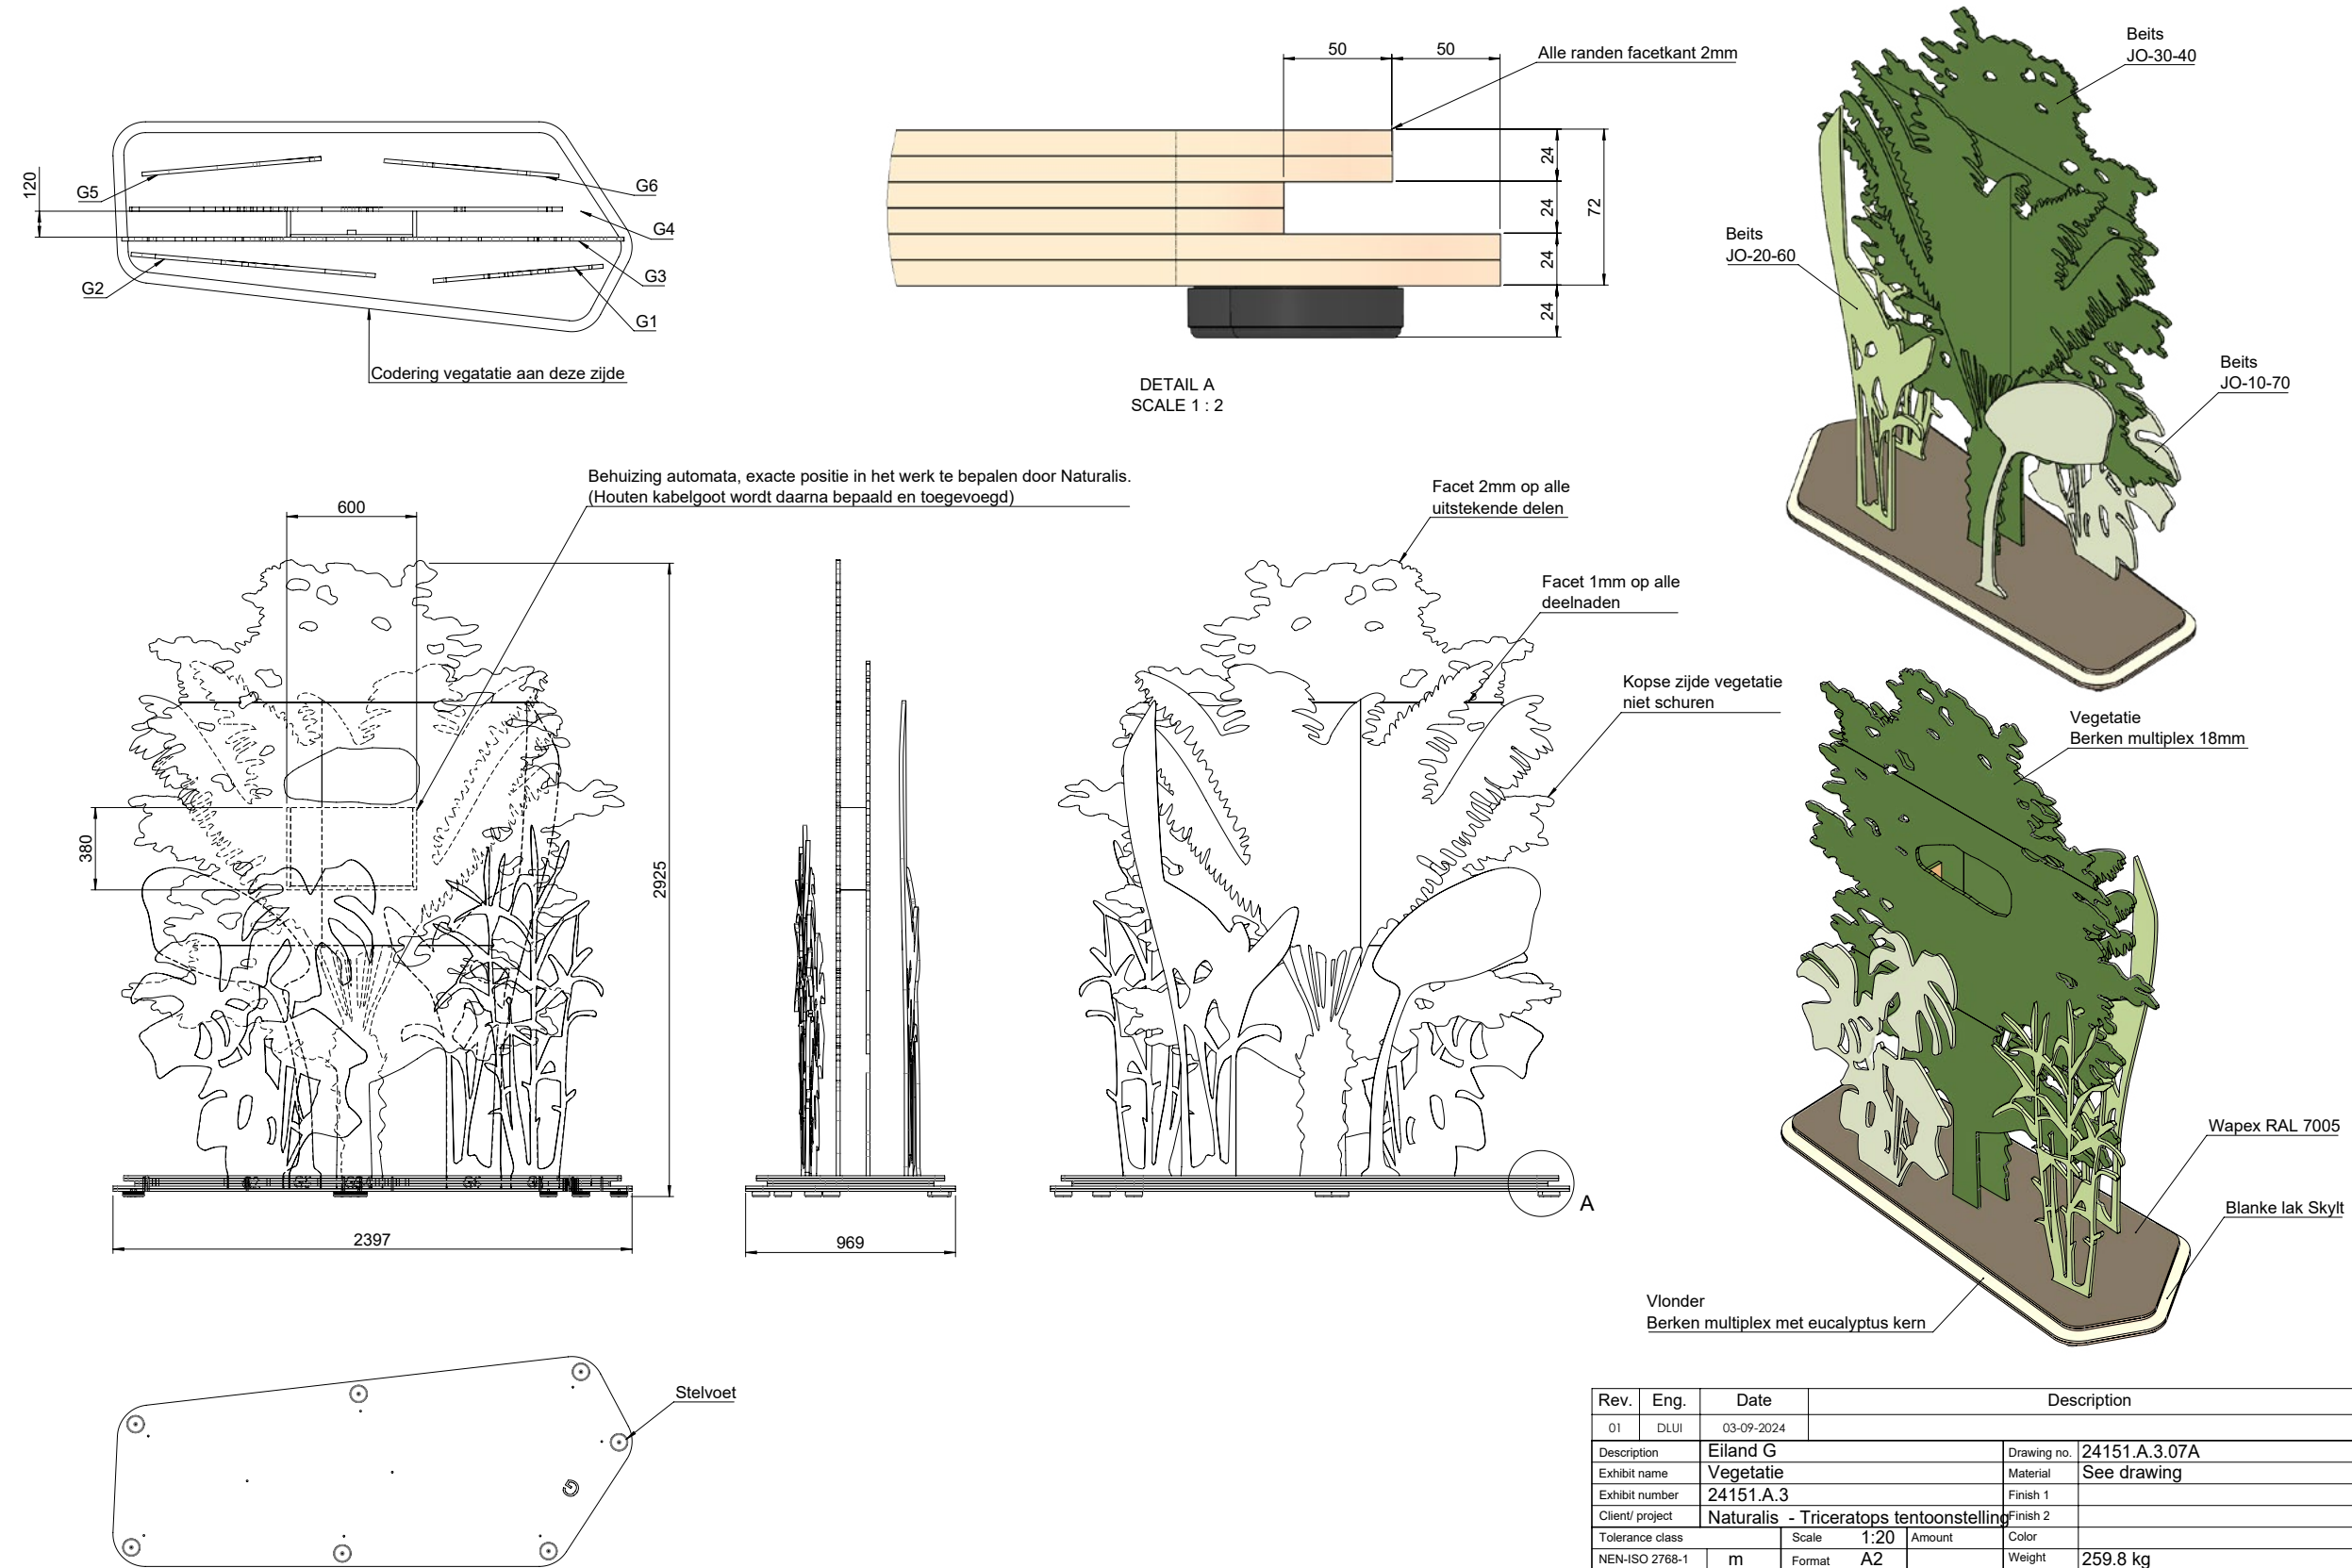 120
G5
G6
G4
G3
G2
G1
Codering vegatatie aan deze zijde
50
50
Alle randen facetkant 2mm
24
24
24
24
72
DETAIL A
SCALE 1 : 2
Beits
JO-30-40
Beits
JO-20-60
Beits
JO-10-70
Behuizing automata, exacte positie in het werk te bepalen door Naturalis.
(Houten kabelgoot wordt daarna bepaald en toegevoegd)
600
380
2925
2397
969
Facet 2mm op alle
uitstekende delen
Facet 1mm op alle
deelnaden
Kopse zijde vegetatie
niet schuren
A
Vegetatie
Berken multiplex 18mm
Wapex RAL 7005
Blanke lak Skylt
Vlonder
Berken multiplex met eucalyptus kern
Stelvoet
G
Rev. Eng. Date Description
01 DLUI 03-09-2024
Description Eiland G Drawing no. 24151.A.3.07A
Exhibit name Vegetatie Material See drawing
Exhibit number 24151.A.3 Finish 1
Client/ project Naturalis - Triceratops tentoonstelling Finish 2
Tolerance class Scale 1:20 Amount Color
NEN-ISO 2768-1 m Format A2 Weight 259.8 kg